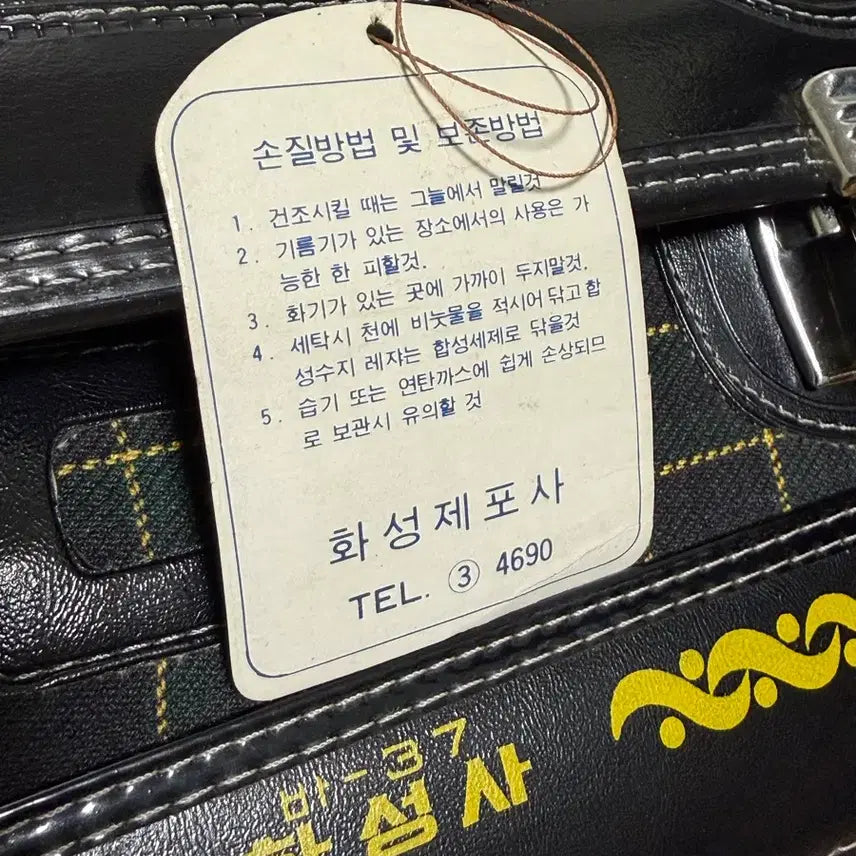 손질방법 및 보존방법
1. 건조시킬 때는 그늘에서 말릴것
2. 기름기가 있는 장소에서의 사용은 가
능한 한 피할것.
3. 화기가 있는 곳에 가까이 두지말것.
4. 세탁시 천에 비눗물을 적시어 닦고 합
성수지 레쟈는 합성세제로 닦을것
5. 습기 또는 연탄까스에 쉽게 손상되므
로 보관시 유의할 것
화성제포사
TEL. ③ 4690
바-37
화성사